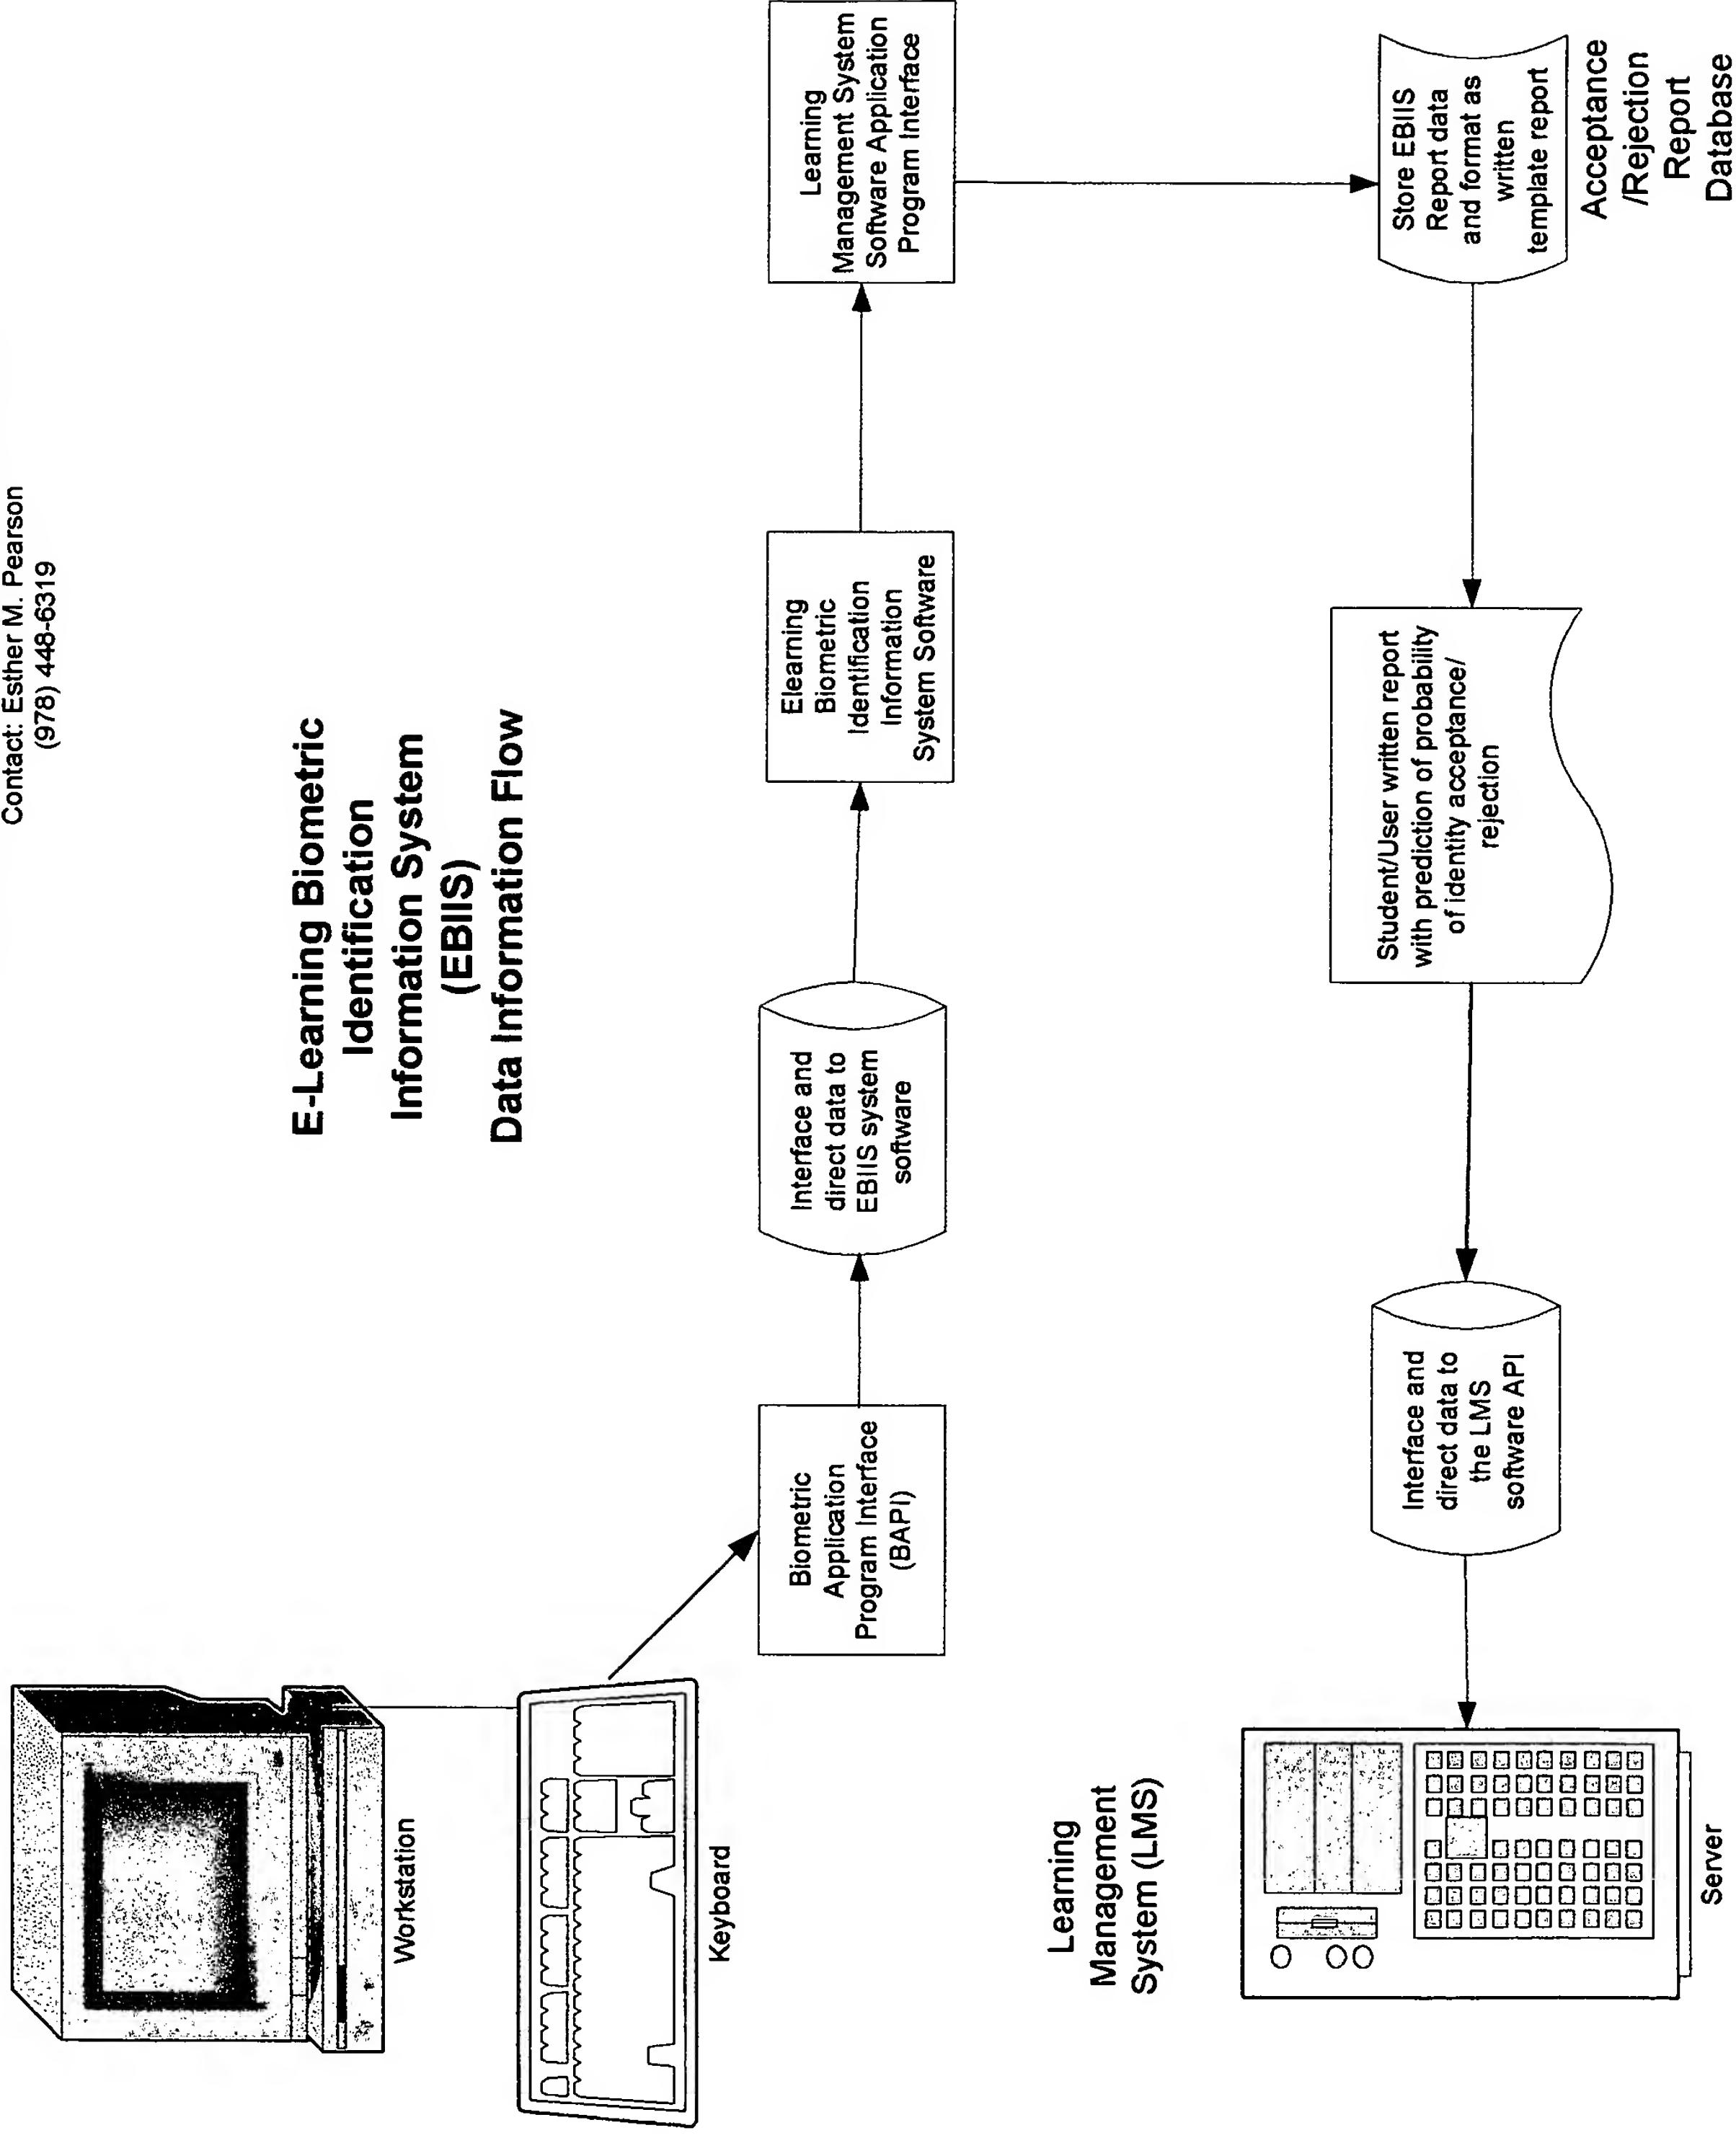 Contact: Esther M. Pearson
(978) 448-6319
E-Learning Biometric
Identification
Information System
(EBIIS)
Data Information Flow
Workstation
Keyboard
Biometric
Application
Program Interface
(BAPI)
Interface and
direct data to
EBIIS system
software
Elearning
Biometric
Identification
Information
System Software
Learning
Management System
Software Application
Program Interface
Store EBIIS
Report data
and format as
written
template report
Acceptance
/Rejection
Report
Database
Student/User written report
with prediction of probability
of identity acceptance/
rejection
Interface and
direct data to
the LMS
software API
Learning
Management
System (LMS)
Server